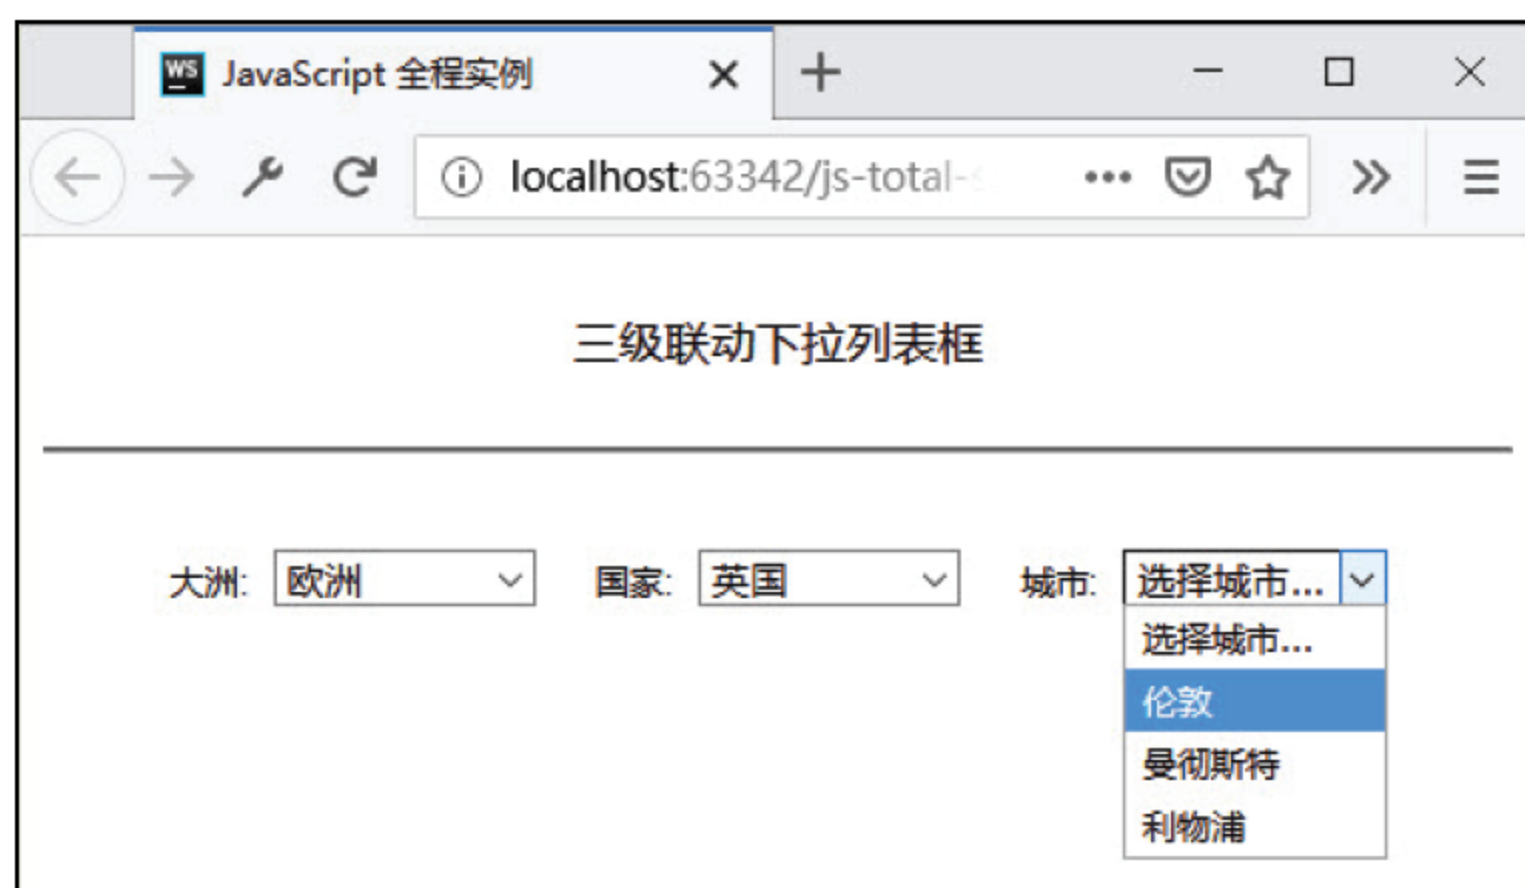 WS JavaScript 全程实例
localhost:63342/js-total-
三级联动下拉列表框
大洲: 欧洲 国家: 英国 城市: 选择城市...
选择城市...
伦敦
曼彻斯特
利物浦